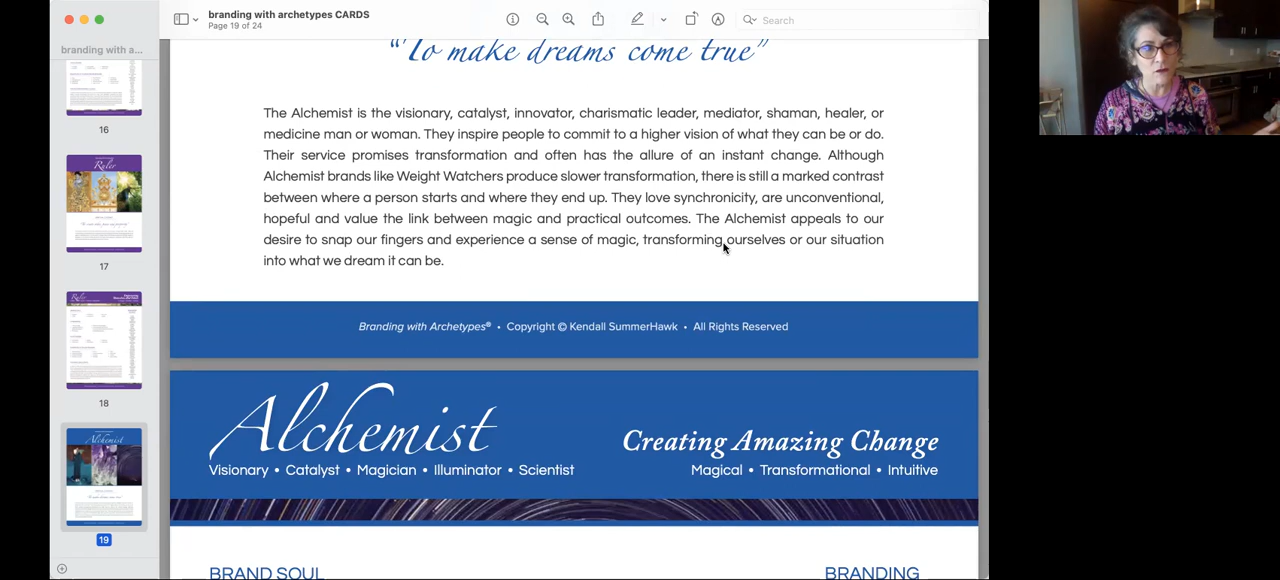 branding with archetypes CARDS
Page 19 of 24
Search
branding with a...
16
Ruler
17
Ruler
18
Alchemist
19
“To make dreams come true”
The Alchemist is the visionary, catalyst, innovator, charismatic leader, mediator, shaman, healer, or
medicine man or woman. They inspire people to commit to a higher vision of what they can be or do.
Their service promises transformation and often has the allure of an instant change. Although
Alchemist brands like Weight Watchers produce slower transformation, there is still a marked contrast
between where a person starts and where they end up. They love synchronicity, are unconventional,
hopeful and value the link between magic and practical outcomes. The Alchemist appeals to our
desire to snap our fingers and experience a sense of magic, transforming ourselves or our situation
into what we dream it can be.
Branding with Archetypes® • Copyright © Kendall SummerHawk • All Rights Reserved
Alchemist
Creating Amazing Change
Visionary • Catalyst • Magician • Illuminator • Scientist
Magical • Transformational • Intuitive
BRAND SOUL
BRANDING